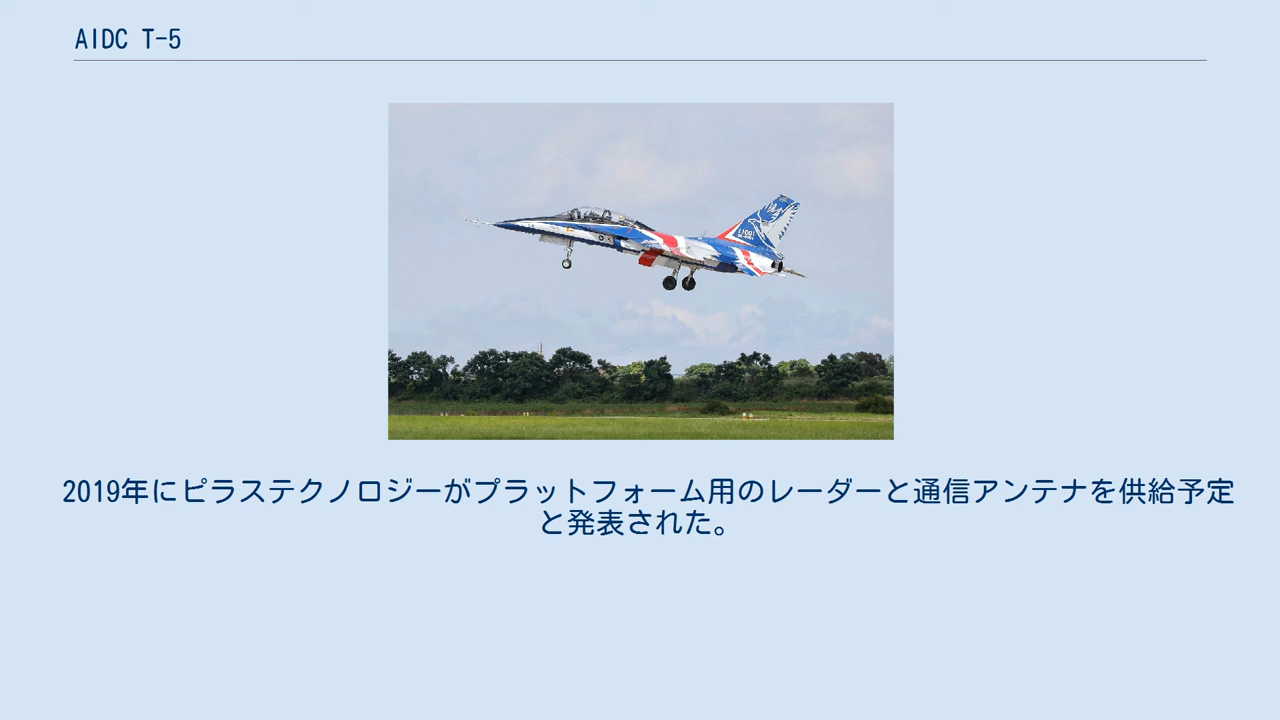 AIDC T-5
2019年にピラステクノロジーがプラットフォーム用のレーダーと通信アンテナを供給予定
と発表された。